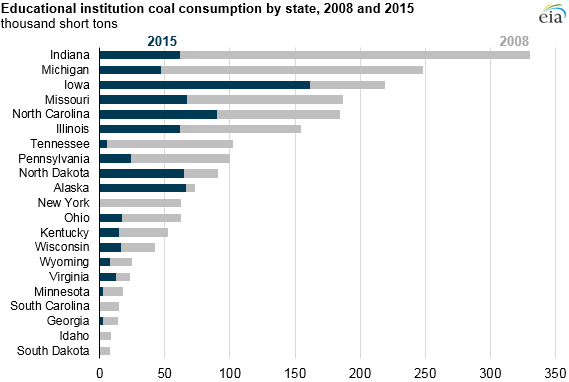 Educational institution coal consumption by state, 2008 and 2015
thousand short tons
eia
2015 2008
Indiana
Michigan
Iowa
Missouri
North Carolina
Illinois
Tennessee
Pennsylvania
North Dakota
Alaska
New York
Ohio
Kentucky
Wisconsin
Wyoming
Virginia
Minnesota
South Carolina
Georgia
Idaho
South Dakota
0 50 100 150 200 250 300 350